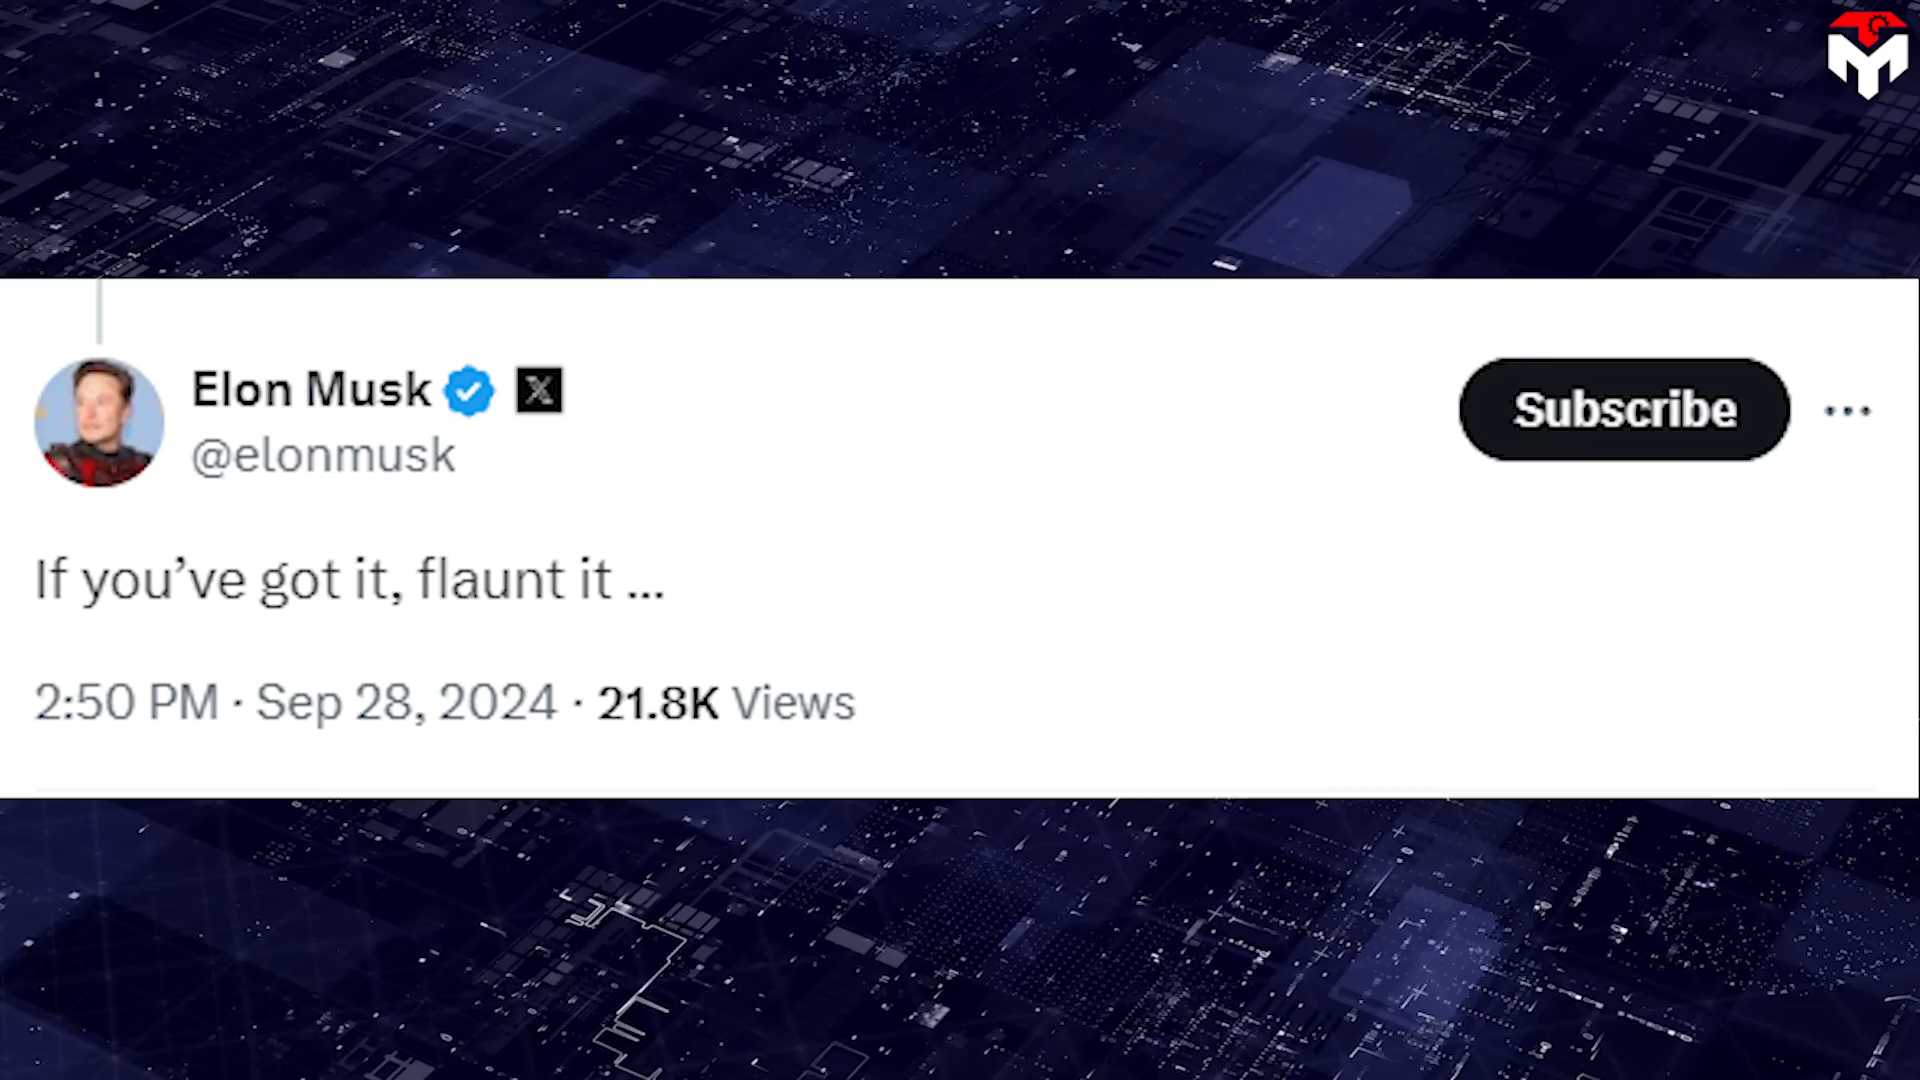 Elon Musk
Subscribe
@elonmusk
If you’ve got it, flaunt it ...
2:50 PM · Sep 28, 2024 · 21.8K Views